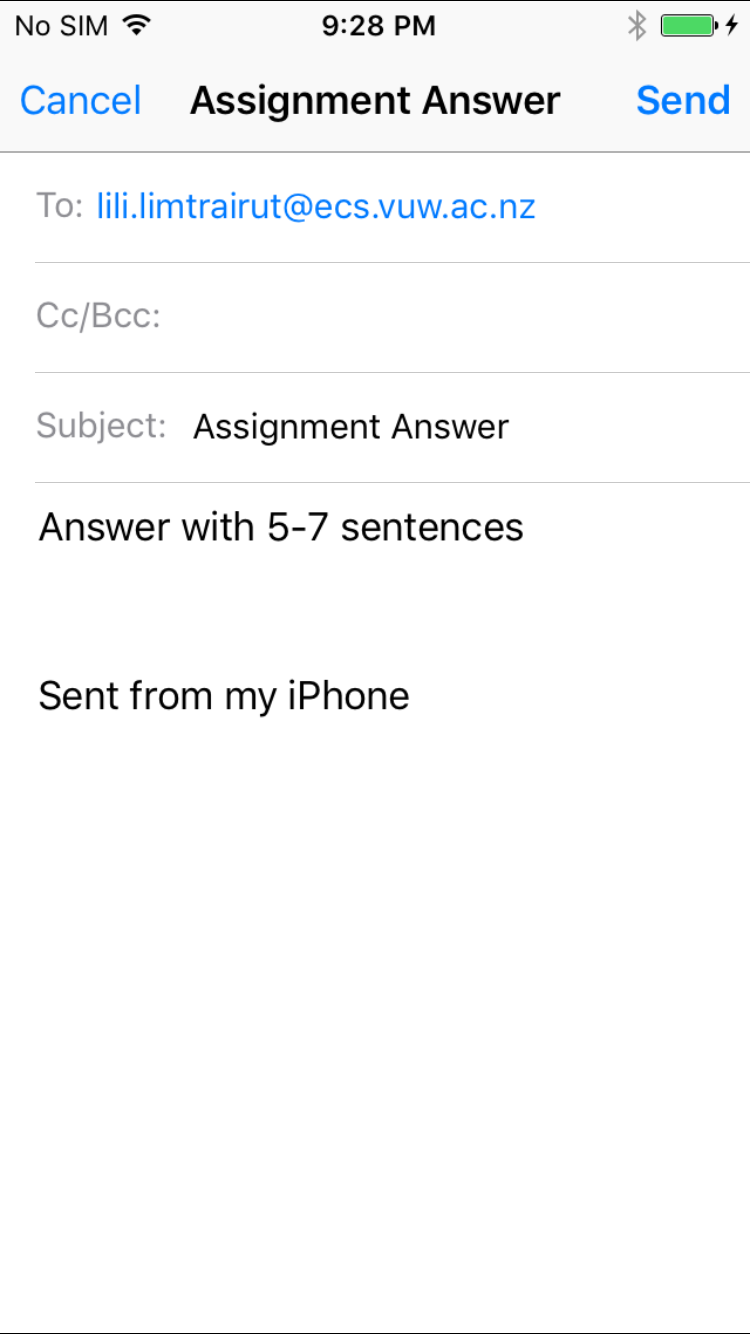 No SIM 9:28 PM
Cancel Assignment Answer Send
To: lili.limtrairut@ecs.vuw.ac.nz
Cc/Bcc:
Subject: Assignment Answer
Answer with 5-7 sentences
Sent from my iPhone